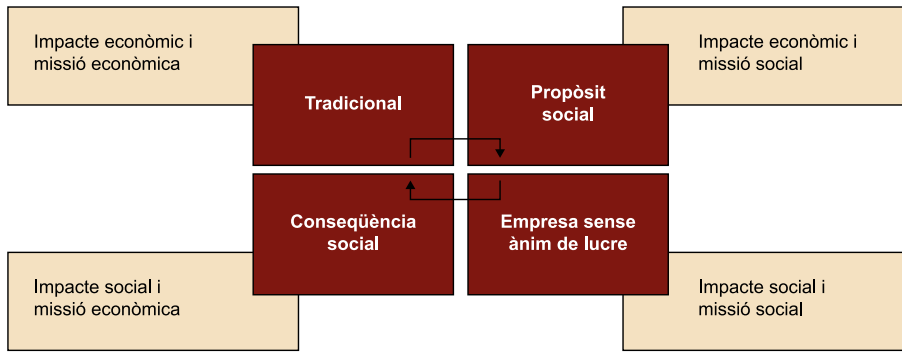 Impacte econòmic i
missió econòmica
Tradicional
Propòsit
social
Impacte econòmic i
missió social
Conseqüència
social
Empresa sense
ànim de lucre
Impacte social i
missió econòmica
Impacte social i
missió social